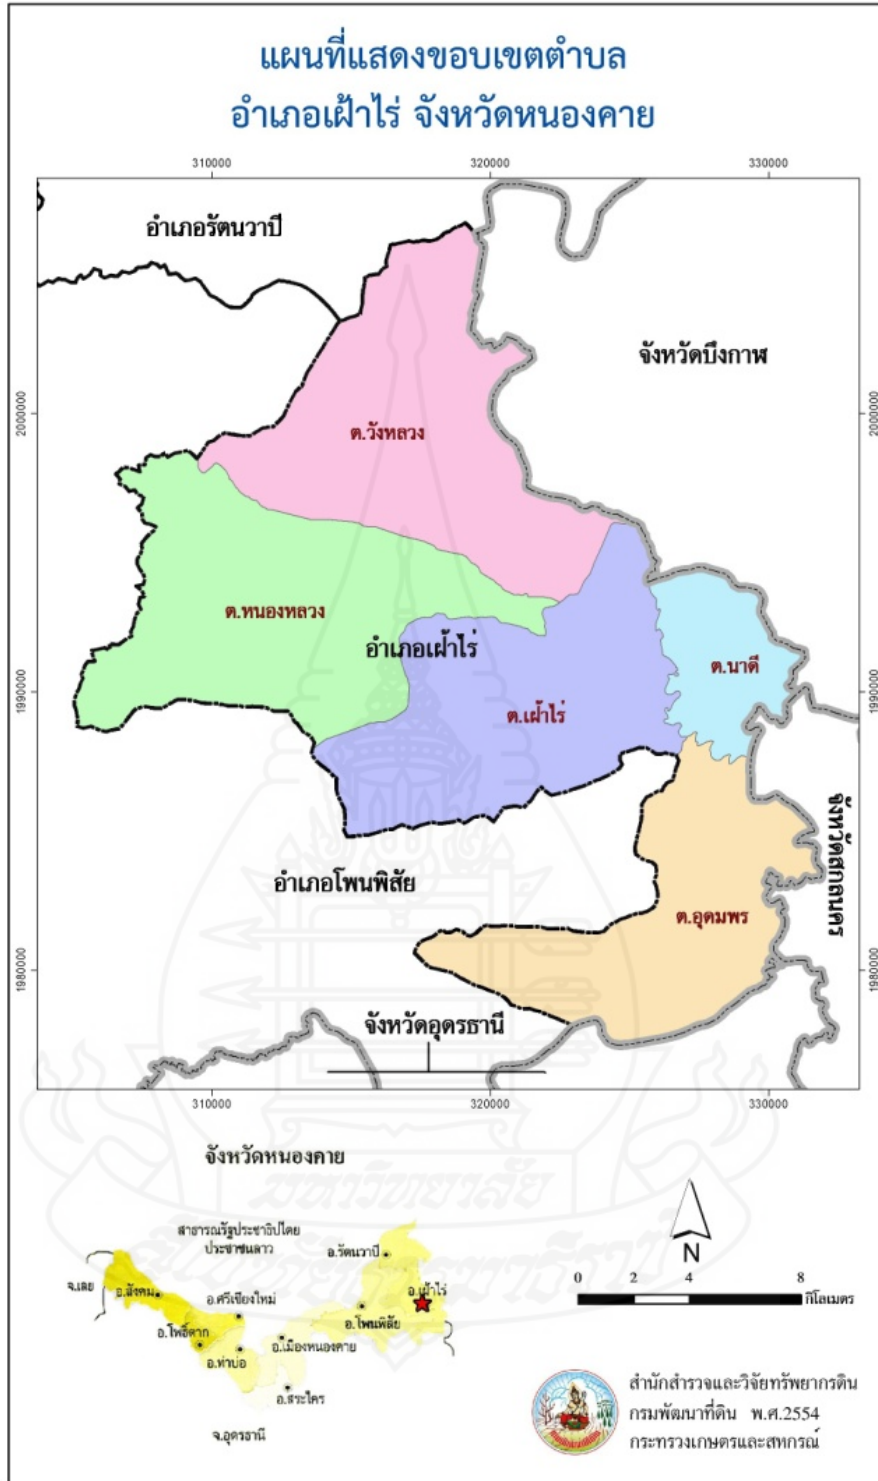 แผนที่แสดงขอบเขตตำบล
อำเภอเฝ้าไร่ จังหวัดหนองคาย
310000 320000 330000
อำเภอรัตนวาปี
จังหวัดบึงกาฬ
2000000 2000000
ต.วังหลวง
ต.หนองหลวง
อำเภอเฝ้าไร่
ต.นาดี
1990000 1990000
ต.เฝ้าไร่
จังหวัดสกลนคร
อำเภอโพนพิสัย
ต.อุดมพร
1980000 1980000
จังหวัดอุดรธานี
310000 320000 330000
จังหวัดหนองคาย
มหาวิทยาลัย
สาธารณรัฐประชาธิปไตย
ประชาชนลาว
อ.รัตนวาปี
จ.เลย
อ.สังคม
อ.ศรีเชียงใหม่
อ.เฝ้าไร่
อ.โพนพิสัย
อ.โพธิ์ตาก
อ.เมืองหนองคาย
อ.ท่าบ่อ
อ.สระใคร
จ.อุดรธานี
N
0 2 4 8
กิโลเมตร
สำนักสำรวจและวิจัยทรัพยากรดิน
กรมพัฒนาที่ดิน พ.ศ.2554
กระทรวงเกษตรและสหกรณ์